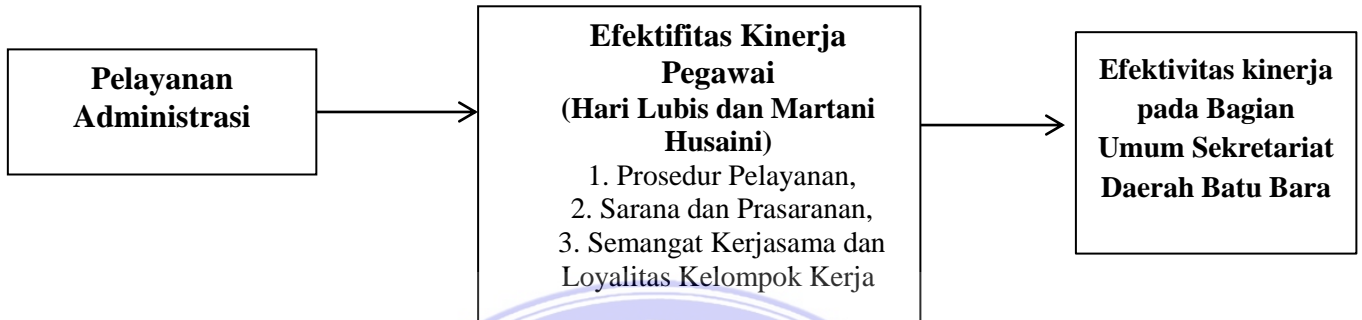 Pelayanan
Administrasi
Efektifitas Kinerja
Pegawai
(Hari Lubis dan Martani
Husaini)
1. Prosedur Pelayanan,
2. Sarana dan Prasaranan,
3. Semangat Kerjasama dan
Loyalitas Kelompok Kerja
Efektivitas kinerja
pada Bagian
Umum Sekretariat
Daerah Batu Bara